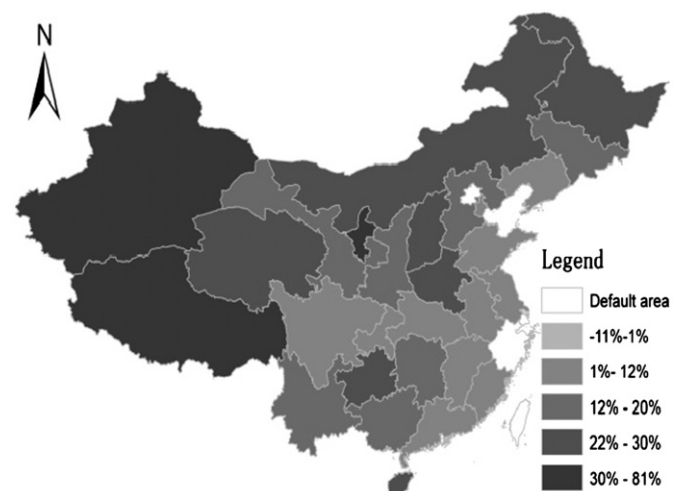 N
Legend
Default area
-11%-1%
1%- 12%
12% - 20%
22% - 30%
30% - 81%